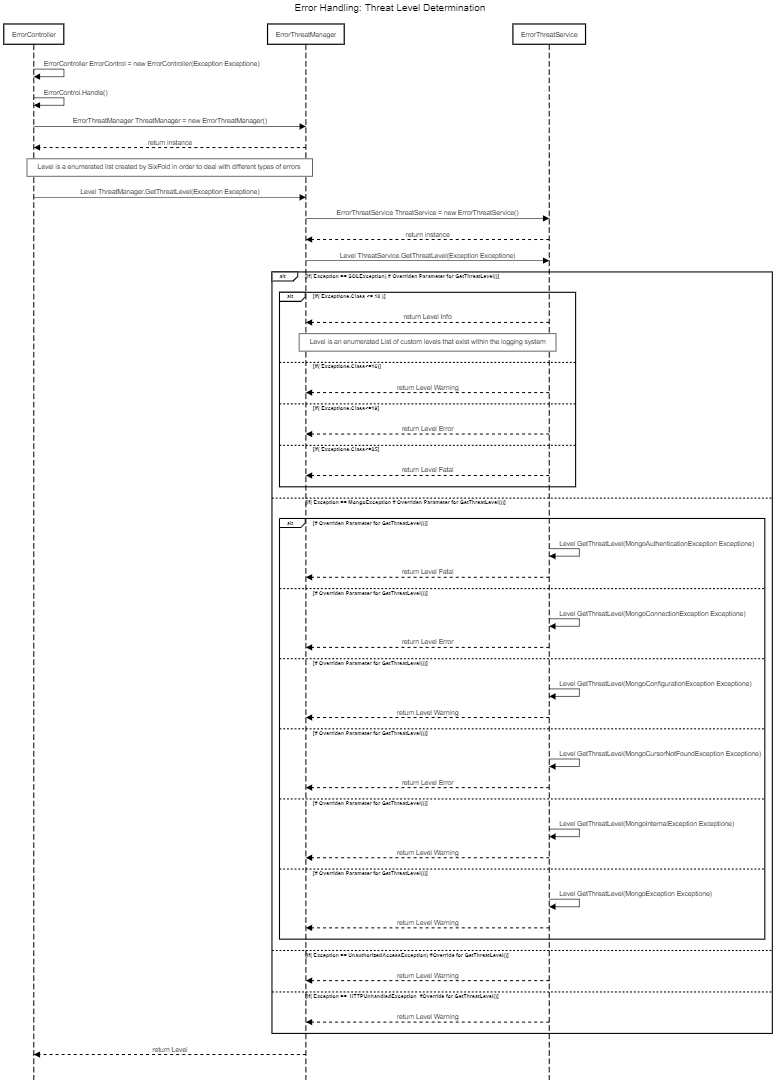 Error Handling: Threat Level Determination
ErrorController
ErrorThreatManager
ErrorThreatService
ErrorController ErrorControl = new ErrorController(Exception Exceptione)
ErrorControl.Handle()
ErrorThreatManager ThreatManager = new ErrorThreatManager()
return instance
Level is a enumerated list created by SixFold in order to deal with different types of errors
Level ThreatManager.GetThreatLevel(Exception Exceptione)
ErrorThreatService ThreatService = new ErrorThreatService()
return instance
Level ThreatService.GetThreatLevel(Exception Exceptione)
alt
[if( Exception == SQLException) # Overriden Parameter for GetThreatLevel()]
alt
[if( Exceptione.Class <= 10 )]
return Level Info
Level is an enumerated List of custom levels that exist within the logging system
[if( Exceptione.Class<=16)]
return Level Warning
[if( Exceptione.Class<=19]
return Level Error
[if( Exceptione.Class<=25]
return Level Fatal
[if( Exception == MongoException # Overriden Parameter for GetThreatLevel()]
alt
[# Overriden Parameter for GetThreatLevel()]
Level GetThreatLevel(MongoAuthenticationException Exceptione)
return Level Fatal
[# Overriden Parameter for GetThreatLevel()]
Level GetThreatLevel(MongoConnectionException Exceptione)
return Level Error
[# Overriden Parameter for GetThreatLevel()]
Level GetThreatLevel(MongoConfigurationException Exceptione)
return Level Warning
[# Overriden Parameter for GetThreatLevel()]
Level GetThreatLevel(MongoCursorNotFoundException Exceptione)
return Level Error
[# Overriden Parameter for GetThreatLevel()]
Level GetThreatLevel(MongoInternalException Exceptione)
return Level Warning
[# Overriden Parameter for GetThreatLevel()]
Level GetThreatLevel(MongoException Exceptione)
return Level Warning
[if( Exception == UnauthorizedAccessException) #Override for GetThreatLevel()]
return Level Warning
[if( Exception == HTTPUnhandledException #Override for GetThreatLevel()]
return Level Warning
return Level